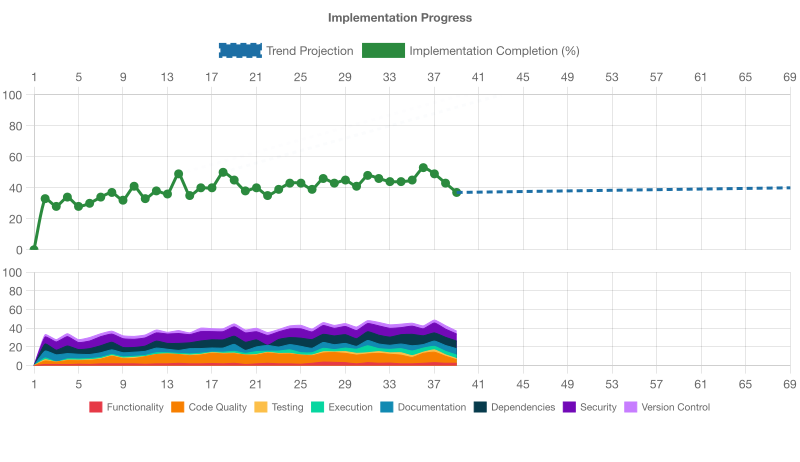 Implementation Progress
Trend Projection Implementation Completion (%)
1 5 9 13 17 21 25 29 33 37 41 45 49 53 57 61 65 69
100
80
60
40
20
0
100
80
60
40
20
0
1 5 9 13 17 21 25 29 33 37 41 45 49 53 57 61 65 69
Functionality Code Quality Testing Execution Documentation Dependencies Security Version Control